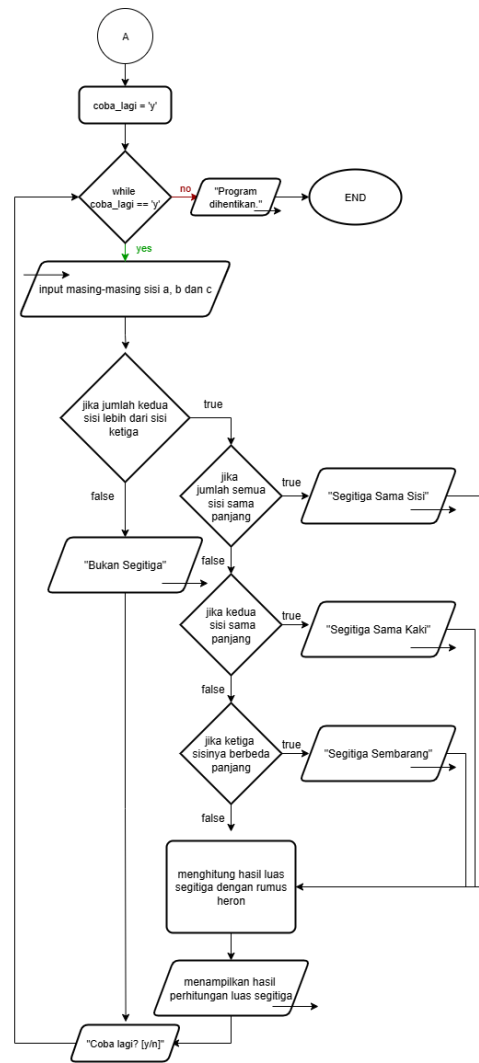 A
coba_lagi = 'y'
while
coba_lagi == 'y'
no
"Program
dihentikan."
END
yes
input masing-masing sisi a, b dan c
jika jumlah kedua
sisi lebih dari sisi
ketiga
true
false
jika
jumlah semua
sisi sama
panjang
true
"Segitiga Sama Sisi"
"Bukan Segitiga"
false
jika kedua
sisi sama
panjang
true
"Segitiga Sama Kaki"
false
jika ketiga
sisinya berbeda
panjang
true
"Segitiga Sembarang"
false
menghitung hasil luas
segitiga dengan rumus
heron
menampilkan hasil
perhitungan luas segitiga
"Coba lagi? [y/n]"